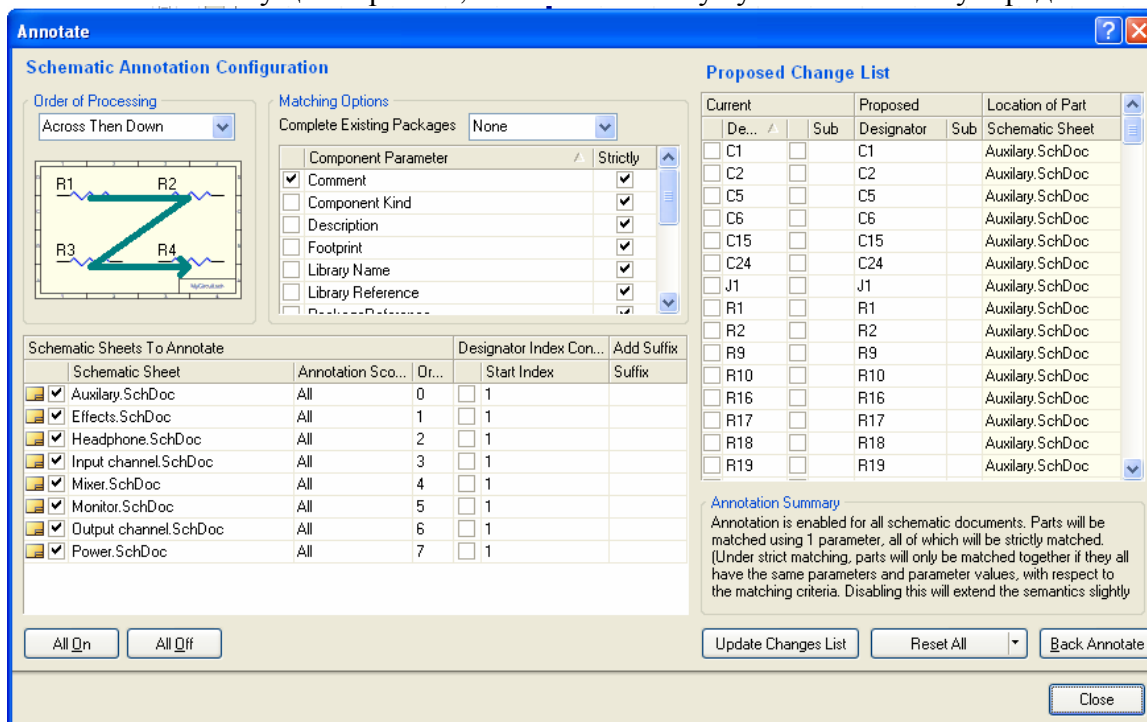 Annotate
Schematic Annotation Configuration
Order of Processing
Across Then Down
R1 R2
R3 R4
Matching Options
Complete Existing Packages None
Component Parameter Strictly
Comment
Component Kind
Description
Footprint
Library Name
Library Reference
Schematic Sheets To Annotate Designator Index Con... Add Suffix
Schematic Sheet Annotation Sco... Or... Start Index Suffix
Auxilary.SchDoc All 0 1
Effects.SchDoc All 1 1
Headphone.SchDoc All 2 1
Input channel.SchDoc All 3 1
Mixer.SchDoc All 4 1
Monitor.SchDoc All 5 1
Output channel.SchDoc All 6 1
Power.SchDoc All 7 1
All On All Off
Proposed Change List
Current Proposed Location of Part
De... Sub Designator Sub Schematic Sheet
C1 C1 Auxilary.SchDoc
C2 C2 Auxilary.SchDoc
C5 C5 Auxilary.SchDoc
C6 C6 Auxilary.SchDoc
C15 C15 Auxilary.SchDoc
C24 C24 Auxilary.SchDoc
J1 J1 Auxilary.SchDoc
R1 R1 Auxilary.SchDoc
R2 R2 Auxilary.SchDoc
R9 R9 Auxilary.SchDoc
R10 R10 Auxilary.SchDoc
R16 R16 Auxilary.SchDoc
R17 R17 Auxilary.SchDoc
R18 R18 Auxilary.SchDoc
R19 R19 Auxilary.SchDoc
Annotation Summary
Annotation is enabled for all schematic documents. Parts will be
matched using 1 parameter, all of which will be strictly matched.
(Under strict matching, parts will only be matched together if they all
have the same parameters and parameter values, with respect to
the matching criteria. Disabling this will extend the semantics slightly
Update Changes List Reset All Back Annotate
Close